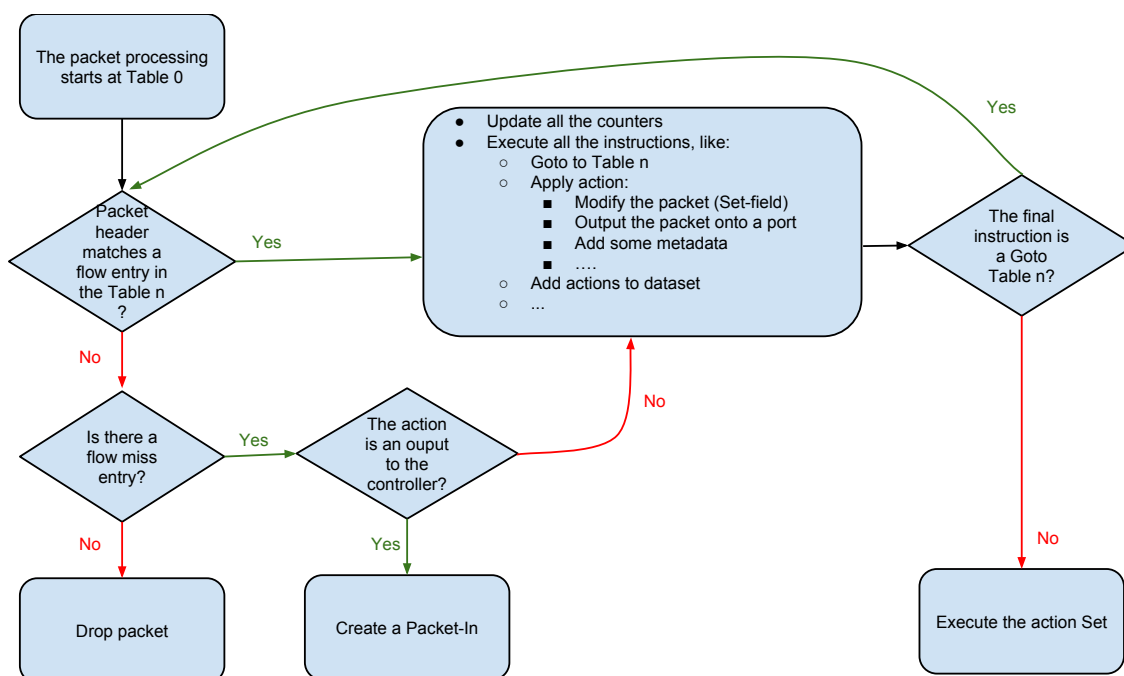 The packet processing
starts at Table 0
Yes
● Update all the counters
● Execute all the instructions, like:
○ Goto to Table n
○ Apply action:
■ Modify the packet (Set-field)
■ Output the packet onto a port
■ Add some metadata
■ ....
○ Add actions to dataset
○ ...
Packet
header
matches a
flow entry in
the Table n
?
Yes
The final
instruction is
a Goto
Table n?
No
Is there a
flow miss
entry?
Yes
The action
is an ouput
to the
controller?
No
No
Yes
No
Drop packet
Create a Packet-In
Execute the action Set